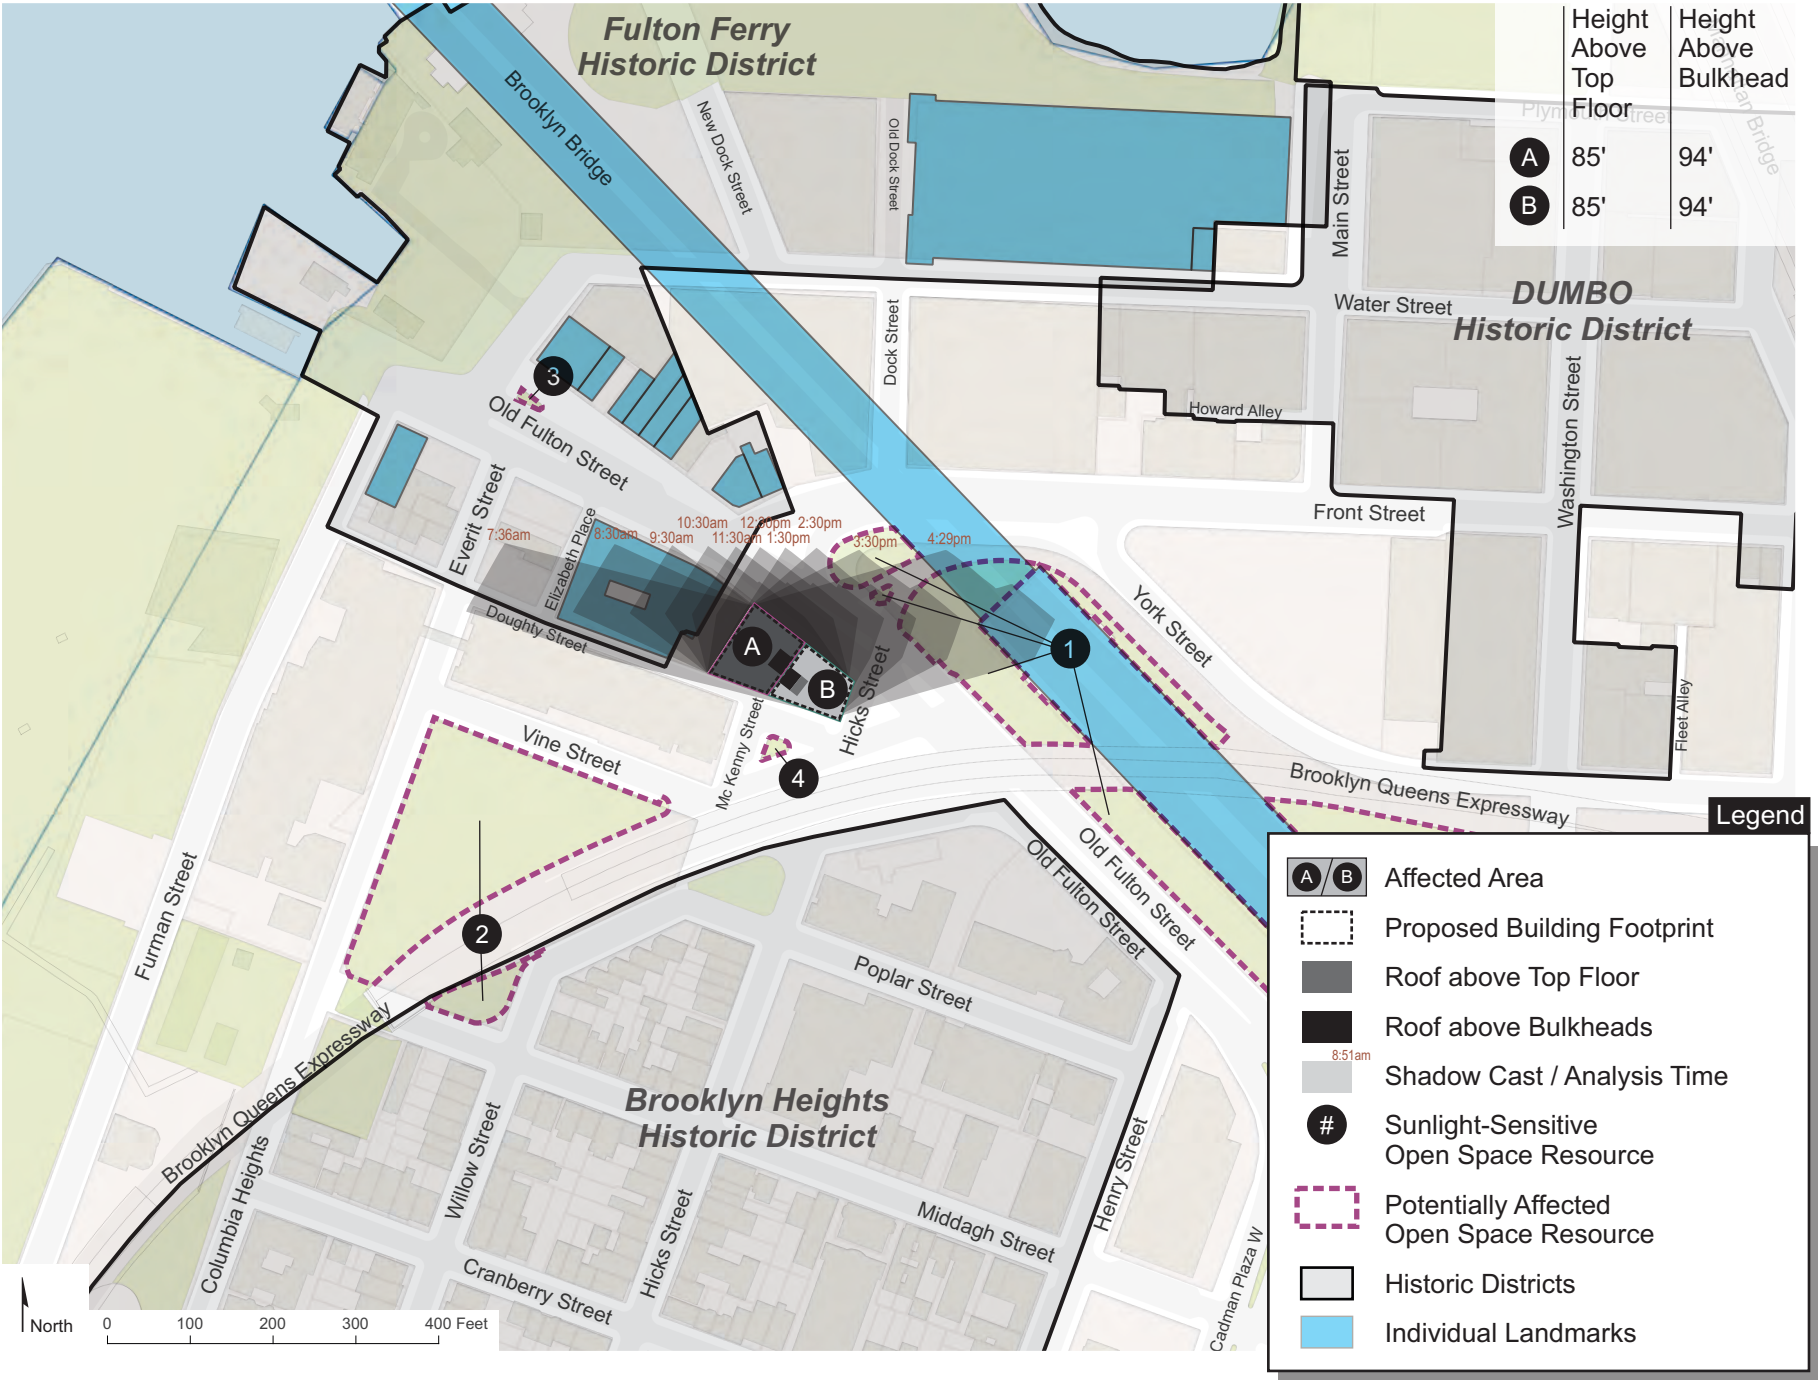 Fulton Ferry
Historic District
Height
Above
Top
Floor
Height
Above
Bulkhead
A
85'
94'
B
85'
94'
Plymouth Street
Manhattan Bridge
Brooklyn Bridge
New Dock Street
Old Dock Street
Main Street
Water Street
DUMBO
Historic District
Dock Street
Howard Alley
Washington Street
Front Street
3
Old Fulton Street
Everit Street
Elizabeth Place
Doughty Street
7:36am
8:30am
9:30am
10:30am
11:30am
12:30pm
1:30pm
2:30pm
3:30pm
4:29pm
York Street
1
A
B
Hicks Street
Mc Kenny Street
4
Vine Street
Fleet Alley
Brooklyn Queens Expressway
Furman Street
2
Old Fulton Street
Old Fulton Street
Poplar Street
Brooklyn Queens Expressway
Brooklyn Heights
Historic District
Columbia Heights
Willow Street
Hicks Street
Middagh Street
Henry Street
Cranberry Street
Cadman Plaza W
North
0
100
200
300
400 Feet
Legend
A / B
Affected Area
Proposed Building Footprint
Roof above Top Floor
Roof above Bulkheads
8:51am
Shadow Cast / Analysis Time
#
Sunlight-Sensitive
Open Space Resource
Potentially Affected
Open Space Resource
Historic Districts
Individual Landmarks